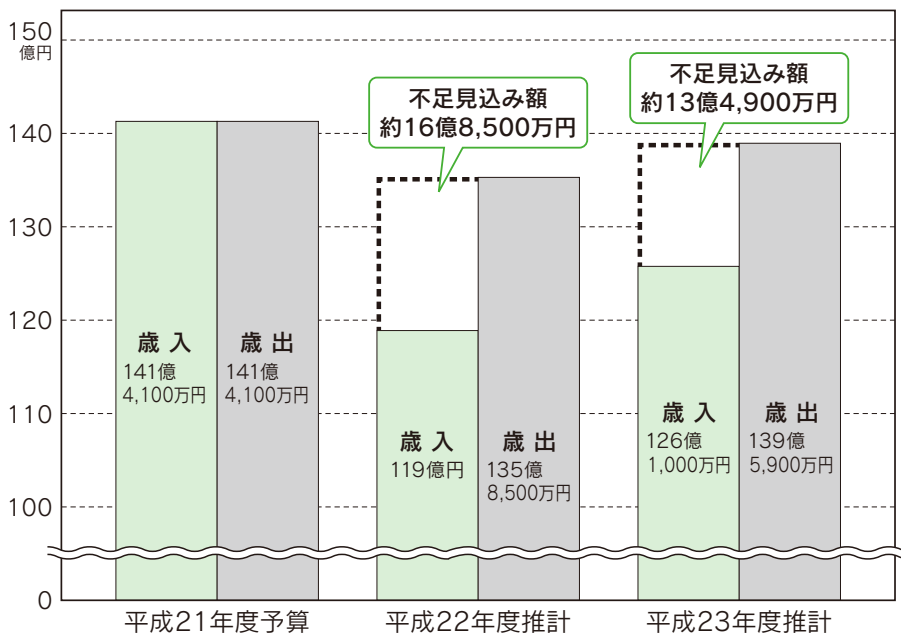 150
億円
140
130
120
110
100
0
不足見込み額
約16億8,500万円
不足見込み額
約13億4,900万円
歳 入
141億
4,100万円
歳 出
141億
4,100万円
歳 入
119億円
歳 出
135億
8,500万円
歳 入
126億
1,000万円
歳 出
139億
5,900万円
平成21年度予算
平成22年度推計
平成23年度推計